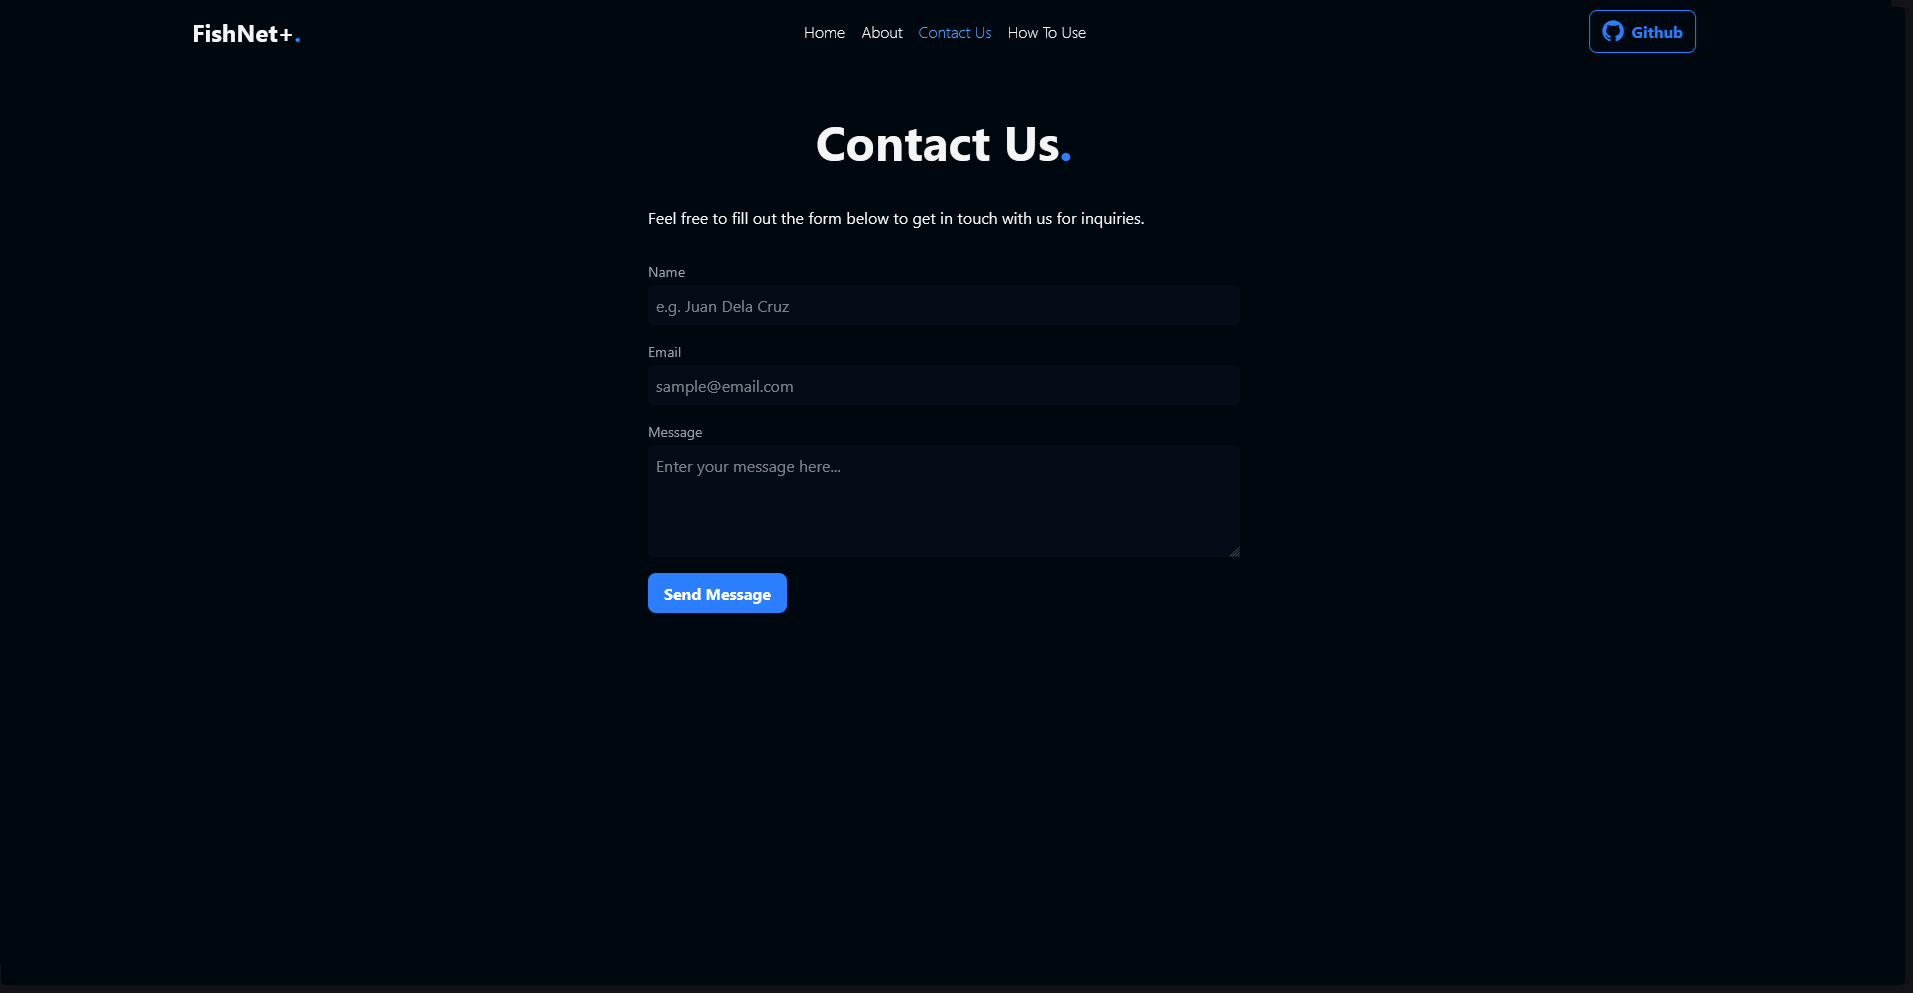 FishNet+.
Home About Contact Us How To Use
Github
Contact Us.
Feel free to fill out the form below to get in touch with us for inquiries.
Name
e.g. Juan Dela Cruz
Email
sample@email.com
Message
Enter your message here...
Send Message